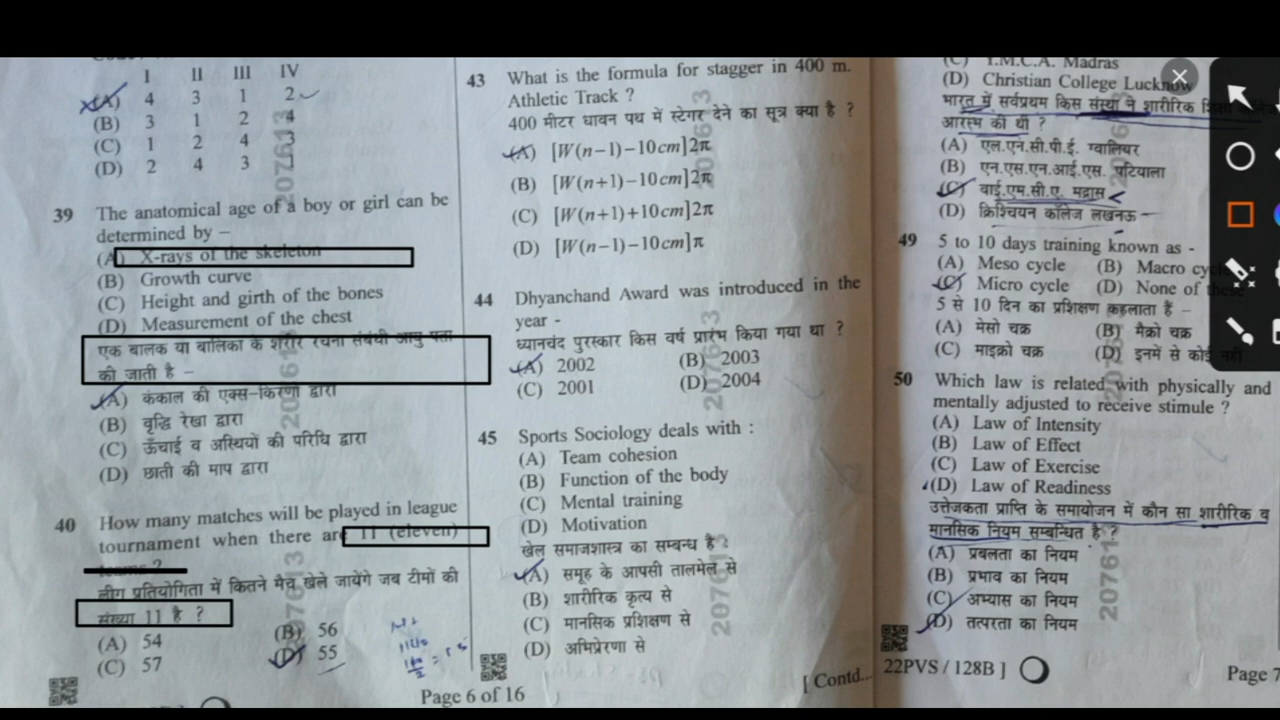 I II III IV
(A) 4 3 1 2
(B) 3 1 2 4
(C) 1 2 4 3
(D) 2 4 3 1
39 The anatomical age of a boy or girl can be
determined by –
(A) X-rays of the skeleton
(B) Growth curve
(C) Height and girth of the bones
(D) Measurement of the chest
एक बालक या बालिका के शरीर रचना संबंधी आयु पता
की जाती है –
(A) कंकाल की एक्स-किरणों द्वारा
(B) वृद्धि रेखा द्वारा
(C) ऊँचाई व अस्थियों की परिधि द्वारा
(D) छाती की माप द्वारा
40 How many matches will be played in league
tournament when there are 11 (eleven)
teams ?
लीग प्रतियोगिता में कितने मैच खेले जायेंगे जब टीमों की
संख्या 11 है ?
(A) 54 (B) 56
(C) 57 (D) 55
43 What is the formula for stagger in 400 m.
Athletic Track ?
400 मीटर धावन पथ में स्टेगर देने का सूत्र क्या है ?
(A) [W(n−1)−10cm]2π
(B) [W(n+1)−10cm]2π
(C) [W(n+1)+10cm]2π
(D) [W(n−1)−10cm]π
44 Dhyanchand Award was introduced in the
year -
ध्यानचंद पुरस्कार किस वर्ष प्रारंभ किया गया था ?
(A) 2002 (B) 2003
(C) 2001 (D) 2004
45 Sports Sociology deals with :
(A) Team cohesion
(B) Function of the body
(C) Mental training
(D) Motivation
खेल समाजशास्त्र का सम्बन्ध है :
(A) समूह के आपसी तालमेल से
(B) शारीरिक कृत्य से
(C) मानसिक प्रशिक्षण से
(D) अभिप्रेरणा से
Page 6 of 16
[ Contd...
(C) Y.M.C.A. Madras
(D) Christian College Lucknow
भारत में सर्वप्रथम किस संस्था ने शारीरिक
आरम्भ की थी ?
(A) एल.एन.सी.पी.ई. ग्वालियर
(B) एन.एस.एन.आई.एस. पटियाला
(C) वाई.एम.सी.ए. मद्रास
(D) क्रिश्चियन कॉलेज लखनऊ
49 5 to 10 days training known as -
(A) Meso cycle (B) Macro cycle
(C) Micro cycle (D) None of these
5 से 10 दिन का प्रशिक्षण कहलाता है –
(A) मेसो चक्र (B) मैक्रो चक्र
(C) माइक्रो चक्र (D) इनमें से कोई नहीं
50 Which law is related with physically and
mentally adjusted to receive stimule ?
(A) Law of Intensity
(B) Law of Effect
(C) Law of Exercise
(D) Law of Readiness
उत्तेजकता प्राप्ति के समायोजन में कौन सा शारीरिक व
मानसिक नियम सम्बन्धित है ?
(A) प्रबलता का नियम
(B) प्रभाव का नियम
(C) अभ्यास का नियम
(D) तत्परता का नियम
22PVS / 128B ]
Page 7
207613
207613
207613
207613